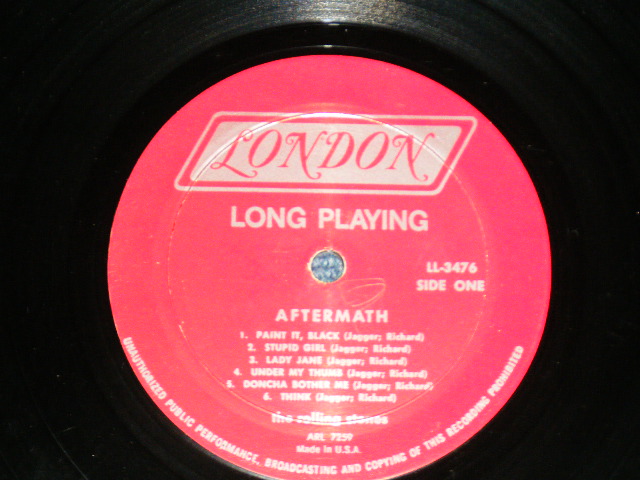 LONDON
LONG PLAYING
LL-3476
SIDE ONE
AFTERMATH
1. PAINT IT, BLACK (Jagger; Richard)
2. STUPID GIRL (Jagger; Richard)
3. LADY JANE (Jagger; Richard)
4. UNDER MY THUMB (Jagger; Richard)
5. DONCHA BOTHER ME (Jagger; Richard)
6. THINK (Jagger; Richard)
the rolling stones
ARL 7259
Made in U.S.A.
UNAUTHORIZED PUBLIC PERFORMANCE, BROADCASTING AND COPYING OF THIS RECORDING PROHIBITED